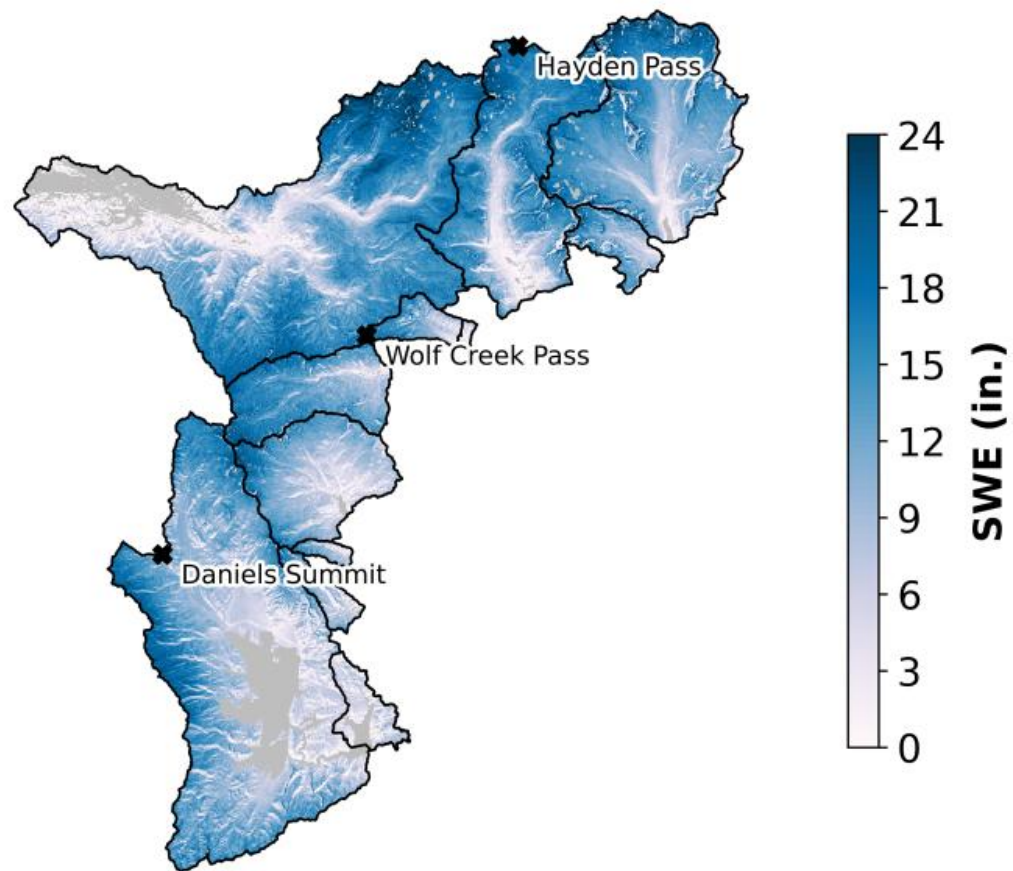 Hayden Pass
Wolf Creek Pass
Daniels Summit
24
21
18
15
12
9
6
3
0
SWE (in.)